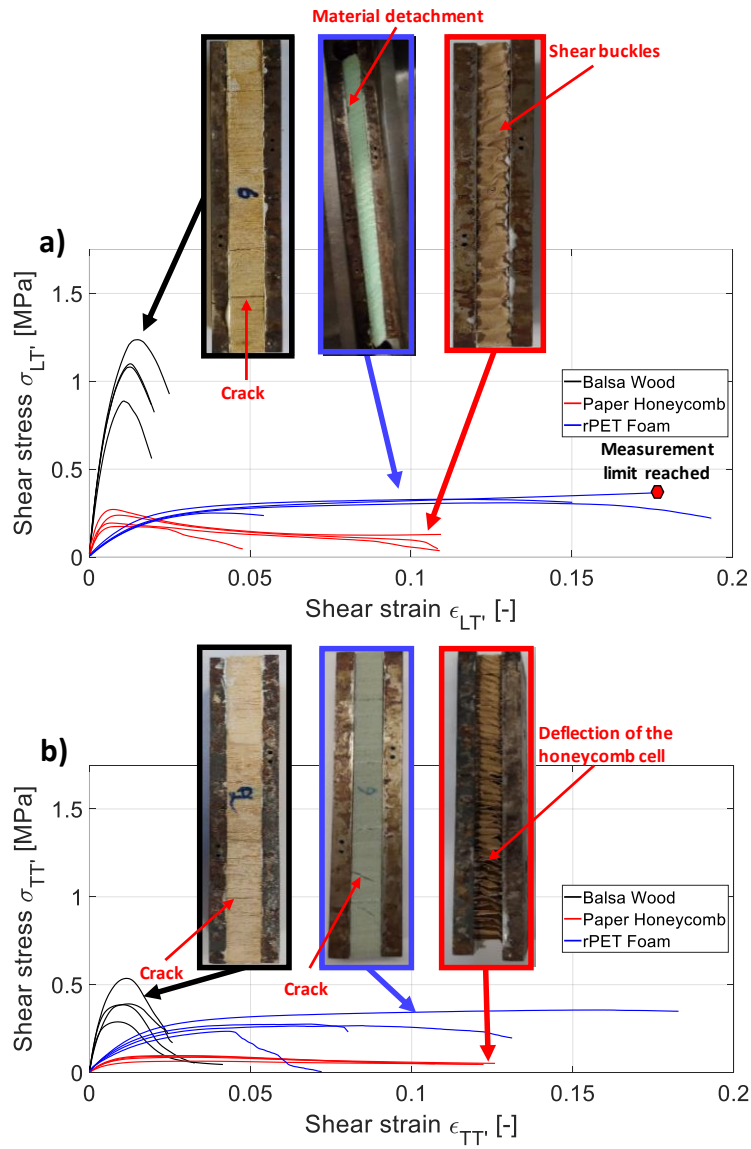 Material detachment
Shear buckles
a)
Crack
Shear stress σLT' [MPa]
1.5
1
0.5
0
Balsa Wood
Paper Honeycomb
rPET Foam
Measurement
limit reached
0
0.05
0.1
0.15
0.2
Shear strain ϵLT' [-]
b)
Deflection of the
honeycomb cell
Shear stress σTT' [MPa]
1.5
1
0.5
0
Balsa Wood
Paper Honeycomb
rPET Foam
Crack
Crack
0
0.05
0.1
0.15
0.2
Shear strain ϵTT' [-]